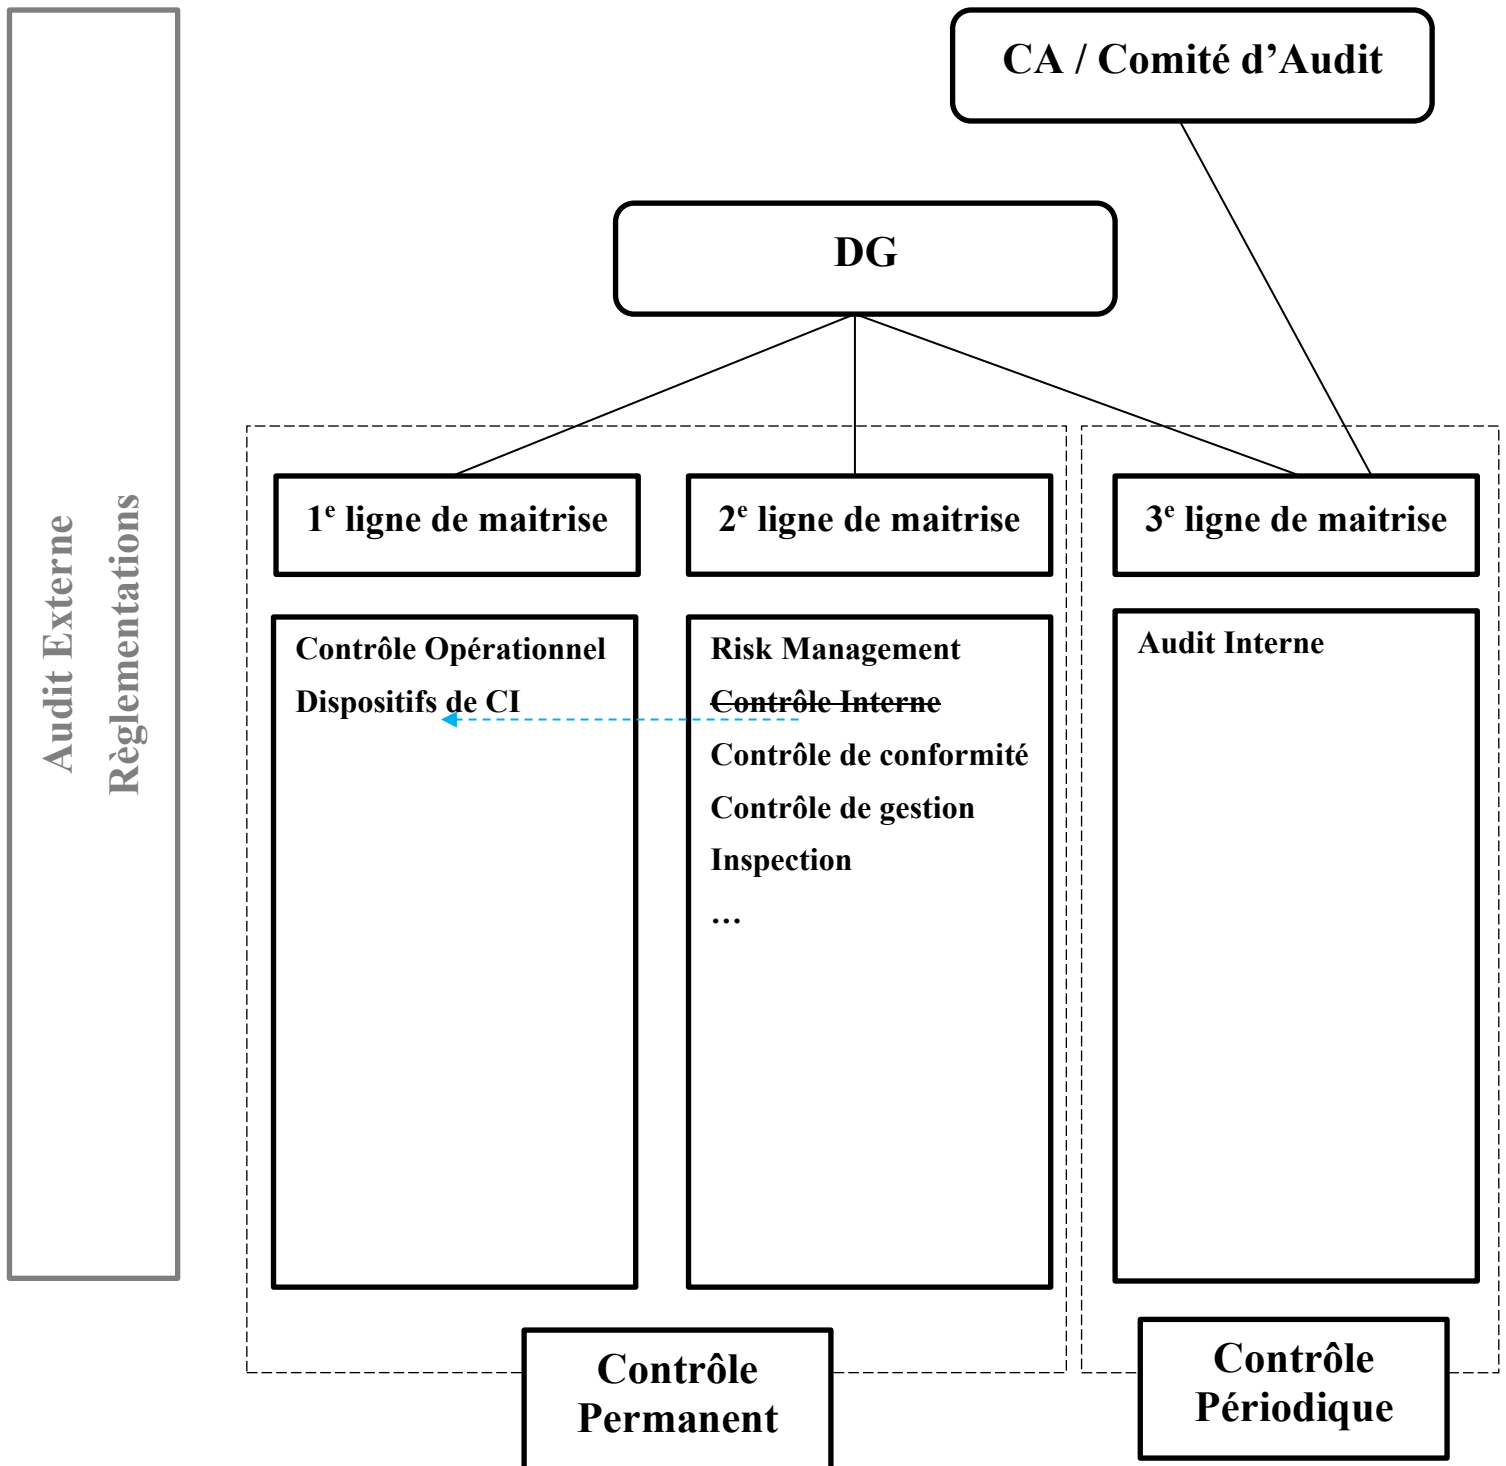 CA / Comité d’Audit
DG
Audit Externe
Règlementations
1e ligne de maitrise
2e ligne de maitrise
3e ligne de maitrise
Contrôle Opérationnel
Dispositifs de CI
Risk Management
Contrôle Interne
Contrôle de conformité
Contrôle de gestion
Inspection
…
Audit Interne
Contrôle
Permanent
Contrôle
Périodique